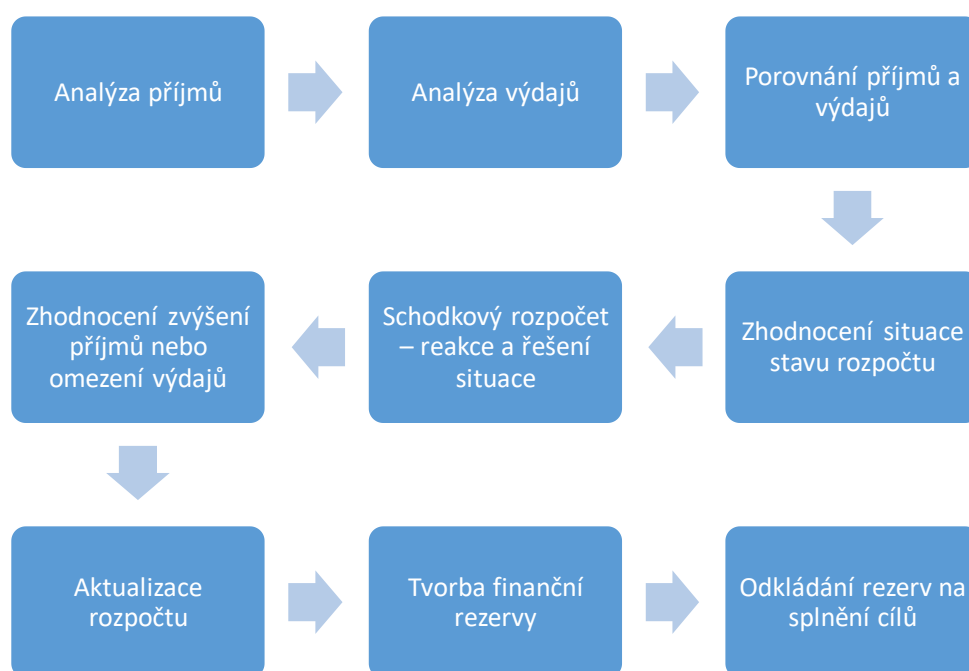 Analýza příjmů
Analýza výdajů
Porovnání příjmů a
výdajů
Zhodnocení situace
stavu rozpočtu
Schodkový rozpočet
– reakce a řešení
situace
Zhodnocení zvýšení
příjmů nebo
omezení výdajů
Aktualizace
rozpočtu
Tvorba finanční
rezervy
Odkládání rezerv na
splnění cílů